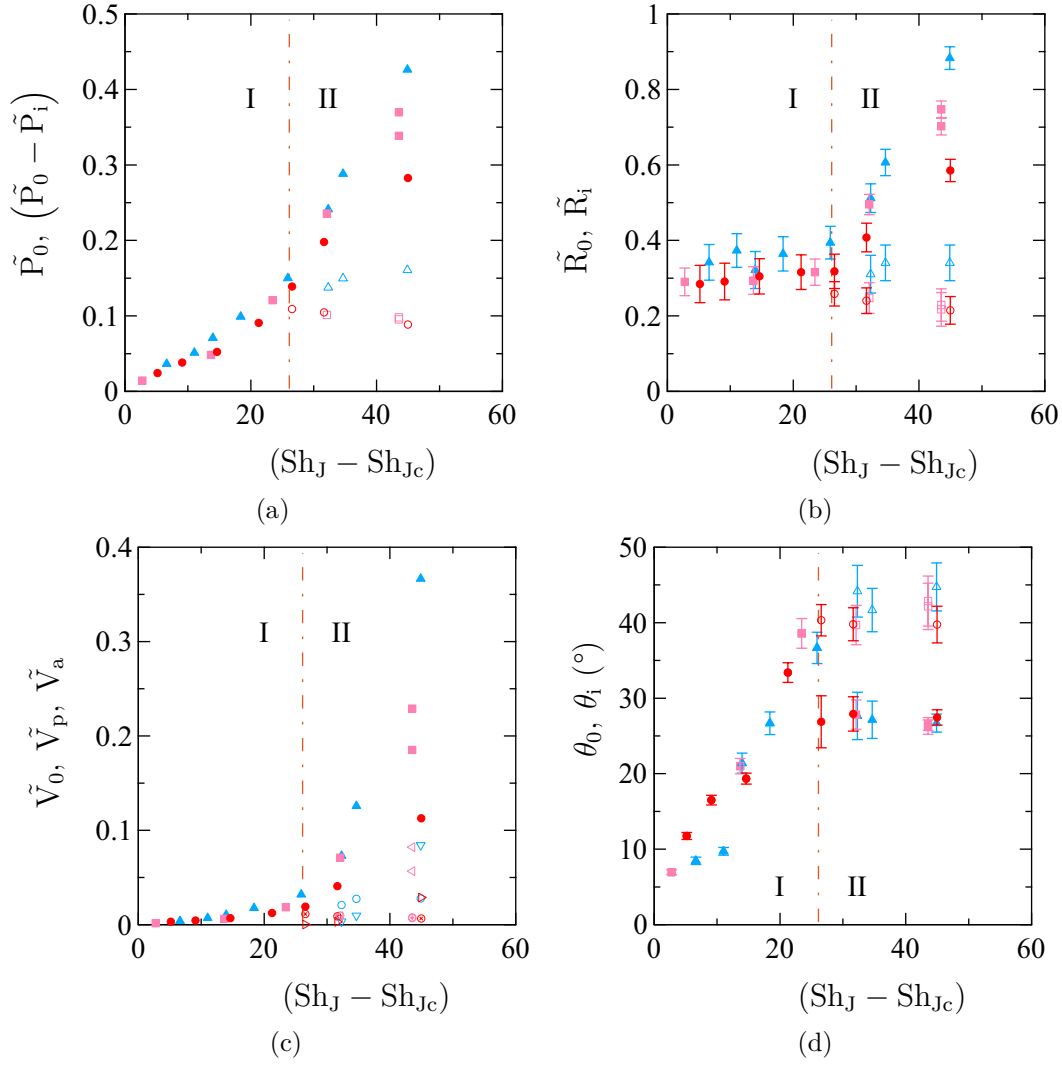 0.5
0.4
0.3
0.2
0.1
0
0 20 40 60
I II
P̃₀, (P̃₀ − P̃ᵢ)
(Sh_J − Sh_Jc)
(a)
1
0.8
0.6
0.4
0.2
0
0 20 40 60
I II
R̃₀, R̃ᵢ
(Sh_J − Sh_Jc)
(b)
0.4
0.3
0.2
0.1
0
0 20 40 60
I II
Ṽ₀, Ṽₚ, Ṽₐ
(Sh_J − Sh_Jc)
(c)
50
40
30
20
10
0
0 20 40 60
I II
θ₀, θᵢ (°)
(Sh_J − Sh_Jc)
(d)